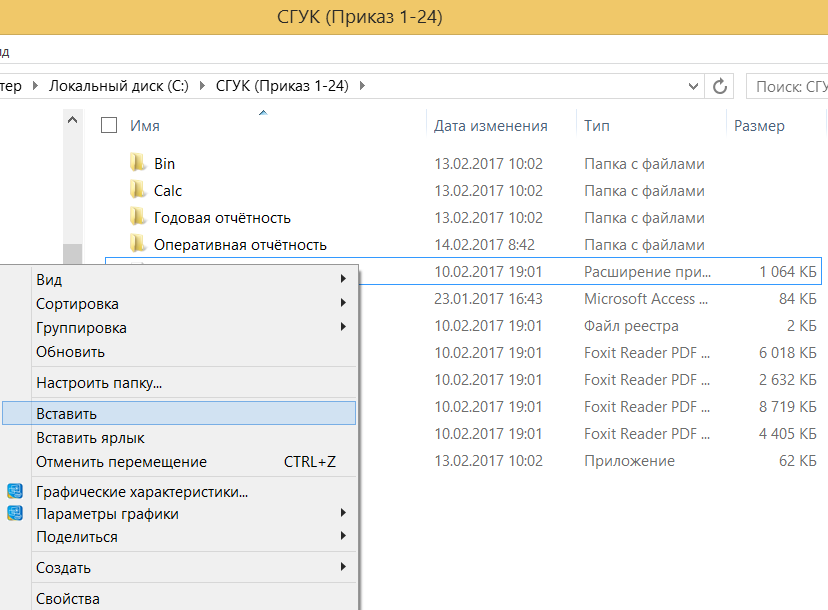 СГУК (Приказ 1-24)
тер Локальный диск (C:) СГУК (Приказ 1-24) Поиск: СГУ
Имя Дата изменения Тип Размер
Bin 13.02.2017 10:02 Папка с файлами
Calc 13.02.2017 10:02 Папка с файлами
Годовая отчётность 13.02.2017 10:02 Папка с файлами
Оперативная отчётность 14.02.2017 8:42 Папка с файлами
10.02.2017 19:01 Расширение при... 1 064 КБ
23.01.2017 16:43 Microsoft Access ... 84 КБ
10.02.2017 19:01 Файл реестра 2 КБ
10.02.2017 19:01 Foxit Reader PDF ... 6 018 КБ
10.02.2017 19:01 Foxit Reader PDF ... 2 632 КБ
10.02.2017 19:01 Foxit Reader PDF ... 8 719 КБ
10.02.2017 19:01 Foxit Reader PDF ... 4 405 КБ
13.02.2017 10:02 Приложение 62 КБ
Вид
Сортировка
Группировка
Обновить
Настроить папку...
Вставить
Вставить ярлык
Отменить перемещение CTRL+Z
Графические характеристики...
Параметры графики
Поделиться
Создать
Свойства